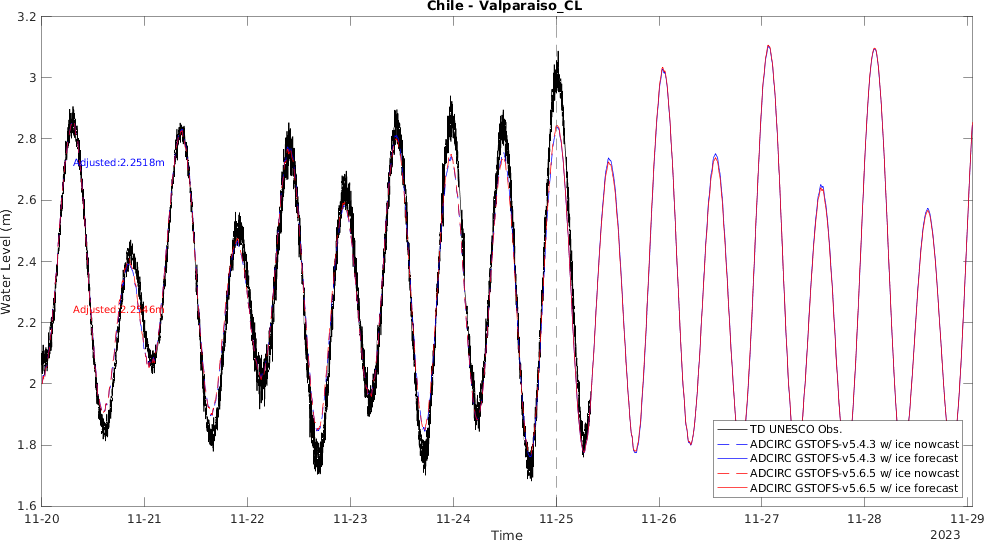 Chile - Valparaiso_CL
3.2
3
2.8
2.6
2.4
2.2
2
1.8
1.6
Water Level (m)
Adjusted:2.2518m
Adjusted:2.2546m
TD UNESCO Obs.
ADCIRC GSTOFS-v5.4.3 w/ ice nowcast
ADCIRC GSTOFS-v5.4.3 w/ ice forecast
ADCIRC GSTOFS-v5.6.5 w/ ice nowcast
ADCIRC GSTOFS-v5.6.5 w/ ice forecast
11-20 11-21 11-22 11-23 11-24 11-25 11-26 11-27 11-28 11-29
Time
2023